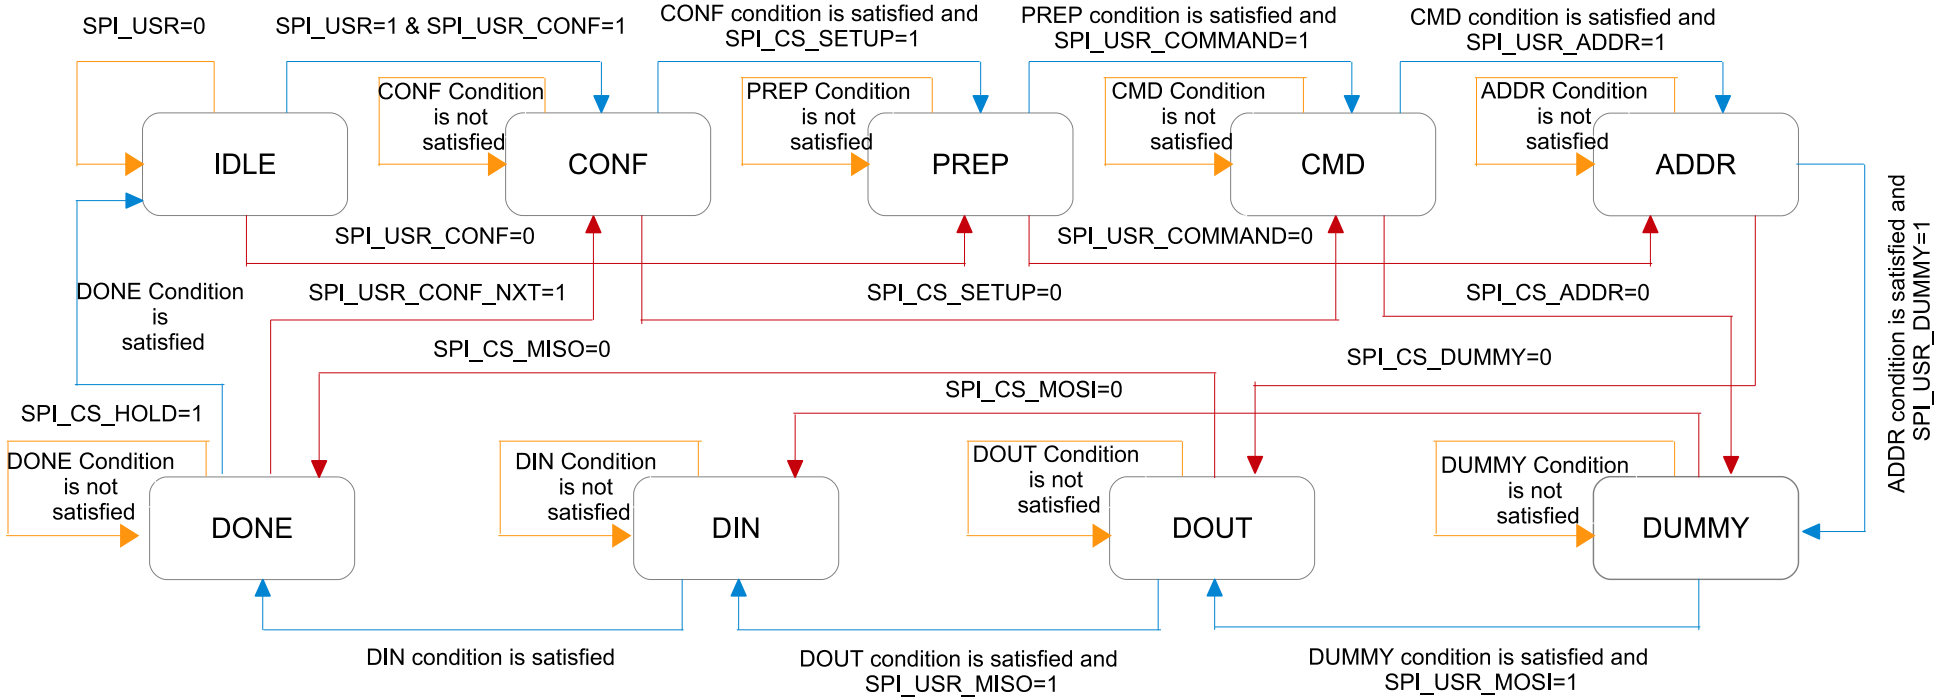 SPI_USR=0
SPI_USR=1 & SPI_USR_CONF=1
CONF condition is satisfied and
SPI_CS_SETUP=1
PREP condition is satisfied and
SPI_USR_COMMAND=1
CMD condition is satisfied and
SPI_USR_ADDR=1
CONF Condition
is not
satisfied
PREP Condition
is not
satisfied
CMD Condition
is not
satisfied
ADDR Condition
is not
satisfied
IDLE
CONF
PREP
CMD
ADDR
SPI_USR_CONF=0
SPI_USR_COMMAND=0
ADDR condition is satisfied and
SPI_USR_DUMMY=1
DONE Condition
is
satisfied
SPI_USR_CONF_NXT=1
SPI_CS_SETUP=0
SPI_CS_ADDR=0
SPI_CS_MISO=0
SPI_CS_DUMMY=0
SPI_CS_MOSI=0
SPI_CS_HOLD=1
DONE Condition
is not
satisfied
DIN Condition
is not
satisfied
DOUT Condition
is not
satisfied
DUMMY Condition
is not
satisfied
DONE
DIN
DOUT
DUMMY
DIN condition is satisfied
DOUT condition is satisfied and
SPI_USR_MISO=1
DUMMY condition is satisfied and
SPI_USR_MOSI=1